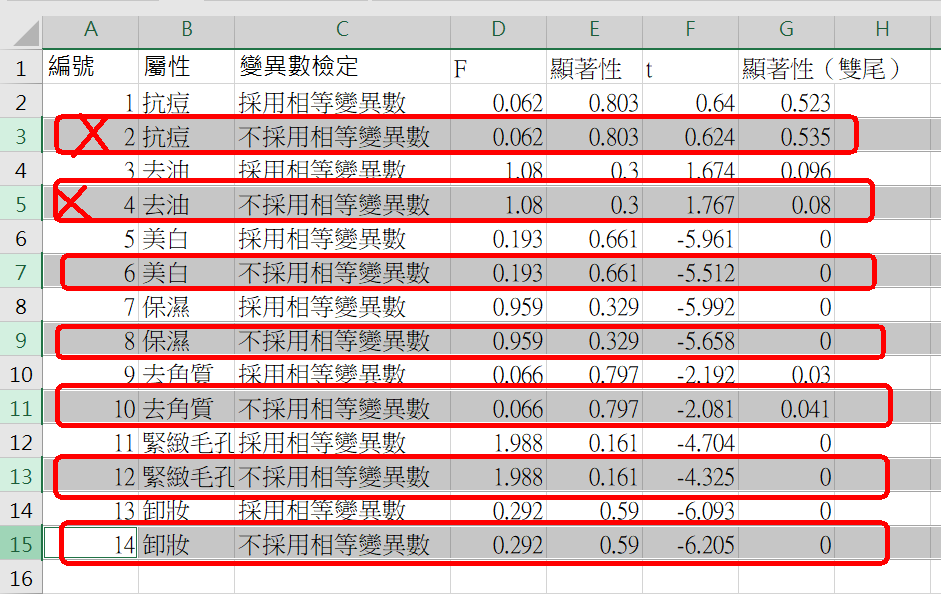 A B C D E F G H
1 編號 屬性 變異數檢定 F 顯著性 t 顯著性（雙尾）
2 1 抗痘 採用相等變異數 0.062 0.803 0.64 0.523
3 2 抗痘 不採用相等變異數 0.062 0.803 0.624 0.535
4 3 去油 採用相等變異數 1.08 0.3 1.674 0.096
5 4 去油 不採用相等變異數 1.08 0.3 1.767 0.08
6 5 美白 採用相等變異數 0.193 0.661 -5.961 0
7 6 美白 不採用相等變異數 0.193 0.661 -5.512 0
8 7 保濕 採用相等變異數 0.959 0.329 -5.992 0
9 8 保濕 不採用相等變異數 0.959 0.329 -5.658 0
10 9 去角質 採用相等變異數 0.066 0.797 -2.192 0.03
11 10 去角質 不採用相等變異數 0.066 0.797 -2.081 0.041
12 11 緊緻毛孔 採用相等變異數 1.988 0.161 -4.704 0
13 12 緊緻毛孔 不採用相等變異數 1.988 0.161 -4.325 0
14 13 卸妝 採用相等變異數 0.292 0.59 -6.093 0
15 14 卸妝 不採用相等變異數 0.292 0.59 -6.205 0
16